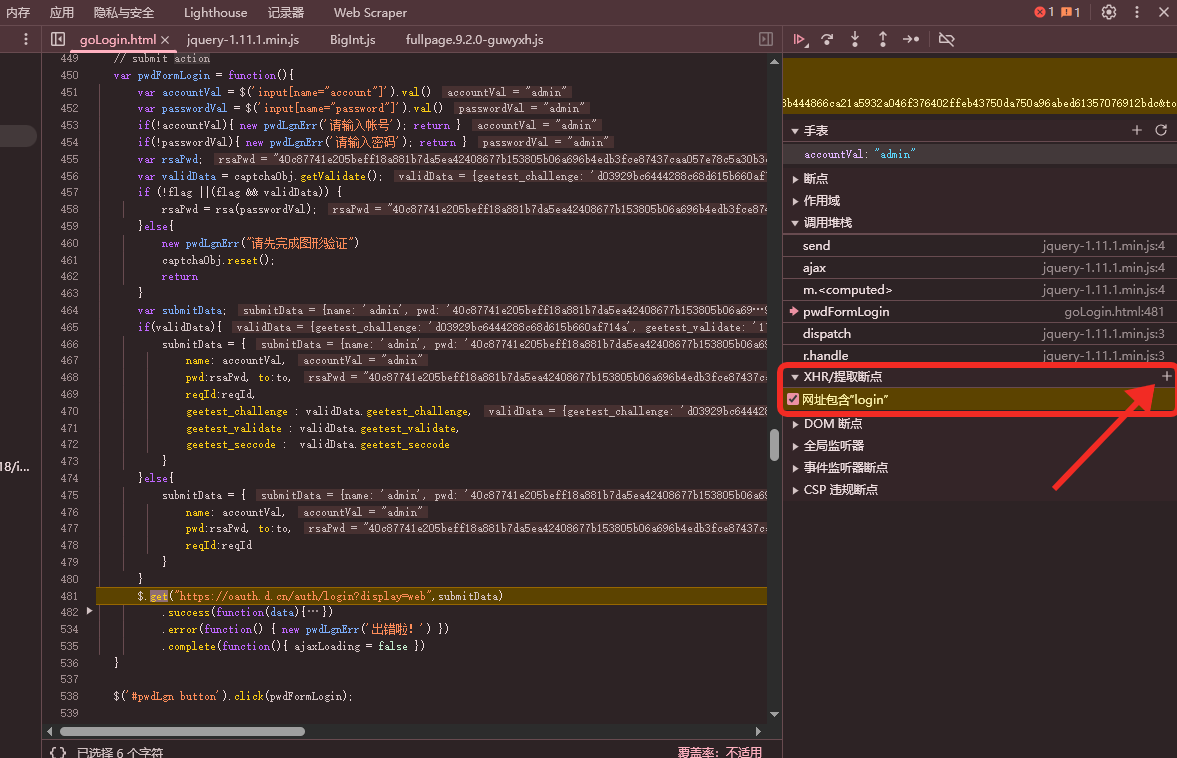 内存 应用 隐私与安全 Lighthouse 记录器 Web Scraper 1 1
goLogin.html jquery-1.11.1.min.js BigInt.js fullpage.9.2.0-guwyxh.js
449 // submit action
450 var pwdFormLogin = function(){
451 var accountVal = $('input[name="account"]').val() accountVal = "admin"
452 var passwordVal = $('input[name="password"]').val() passwordVal = "admin"
453 if(!accountVal){ new pwdLgnErr('请输入帐号'); return } accountVal = "admin"
454 if(!passwordVal){ new pwdLgnErr('请输入密码'); return } passwordVal = "admin"
455 var rsaPwd; rsaPwd = "40c87741e205beff18a881b7da5ea42408677b153805b06a696b4edb3fce87437caa057e78c5a30b3
456 var validData = captchaObj.getValidate(); validData = {geetest_challenge: 'd03929bc6444288c68d615b660af7
457 if (!flag ||(flag && validData)) {
458 rsaPwd = rsa(passwordVal); rsaPwd = "40c87741e205beff18a881b7da5ea42408677b153805b06a696b4edb3fce874
459 }else{
460 new pwdLgnErr("请先完成图形验证")
461 captchaObj.reset();
462 return
463 }
464 var submitData; submitData = {name: 'admin', pwd: '40c87741e205beff18a881b7da5ea42408677b153805b06a69…9
465 if(validData){ validData = {geetest_challenge: 'd03929bc6444288c68d615b660af714a', geetest_validate: '1
466 submitData = { submitData = {name: 'admin', pwd: '40c87741e205beff18a881b7da5ea42408677b153805b06a69
467 name: accountVal, accountVal = "admin"
468 pwd:rsaPwd, to:to, rsaPwd = "40c87741e205beff18a881b7da5ea42408677b153805b06a696b4edb3fce87437c
469 reqId:reqId,
470 geetest_challenge : validData.geetest_challenge, validData = {geetest_challenge: 'd03929bc644428
471 geetest_validate : validData.geetest_validate,
472 geetest_seccode : validData.geetest_seccode
473 }
474 }else{
475 submitData = { submitData = {name: 'admin', pwd: '40c87741e205beff18a881b7da5ea42408677b153805b06a69
476 name: accountVal, accountVal = "admin"
477 pwd:rsaPwd, to:to, rsaPwd = "40c87741e205beff18a881b7da5ea42408677b153805b06a696b4edb3fce87437c
478 reqId:reqId
479 }
480 }
481 $.get("https://oauth.d.cn/auth/login?display=web",submitData)
482 .success(function(data){…})
534 .error(function() { new pwdLgnErr('出错啦！') })
535 .complete(function(){ ajaxLoading = false })
536 }
537
538 $('#pwdLgn button').click(pwdFormLogin);
539
18/i...
{} 已选择 6 个字符 覆盖率：不适用
3b444866ca21a5932a046f376402ffeb43750da750a96abed61357076912bdc&to
手表
accountVal: "admin"
断点
作用域
调用堆栈
send jquery-1.11.1.min.js:4
ajax jquery-1.11.1.min.js:4
m.<computed> jquery-1.11.1.min.js:4
pwdFormLogin goLogin.html:481
dispatch jquery-1.11.1.min.js:3
r.handle jquery-1.11.1.min.js:3
XHR/提取断点
网址包含"login"
DOM 断点
全局监听器
事件监听器断点
CSP 违规断点